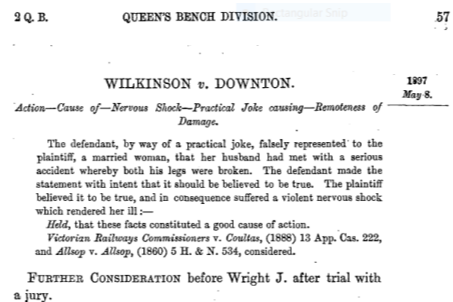 Rectangular Snip
2 Q. B. QUEEN'S BENCH DIVISION. 57
WILKINSON v. DOWNTON.
1897
May 8.
Action—Cause of—Nervous Shock—Practical Joke causing—Remoteness of
Damage.
The defendant, by way of a practical joke, falsely represented to the
plaintiff, a married woman, that her husband had met with a serious
accident whereby both his legs were broken. The defendant made the
statement with intent that it should be believed to be true. The plaintiff
believed it to be true, and in consequence suffered a violent nervous shock
which rendered her ill:—
Held, that these facts constituted a good cause of action.
Victorian Railways Commissioners v. Coultas, (1888) 13 App. Cas. 222,
and Allsop v. Allsop, (1860) 5 H. & N. 534, considered.
FURTHER CONSIDERATION before Wright J. after trial with
a jury.